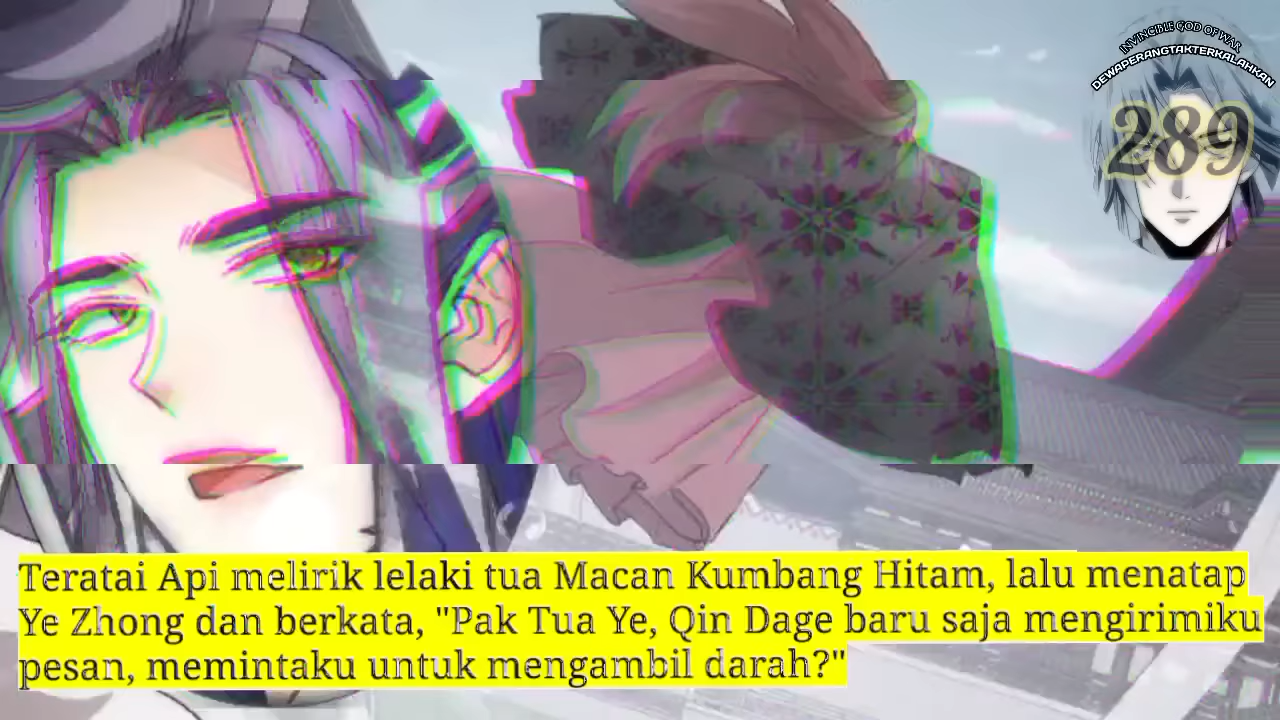 INVINCIBLE GOD OF WAR
DEWAPERANGTAKTERKALAHKAN
289
Teratai Api melirik lelaki tua Macan Kumbang Hitam, lalu menatap
Ye Zhong dan berkata, "Pak Tua Ye, Qin Dage baru saja mengirimiku
pesan, memintaku untuk mengambil darah?"